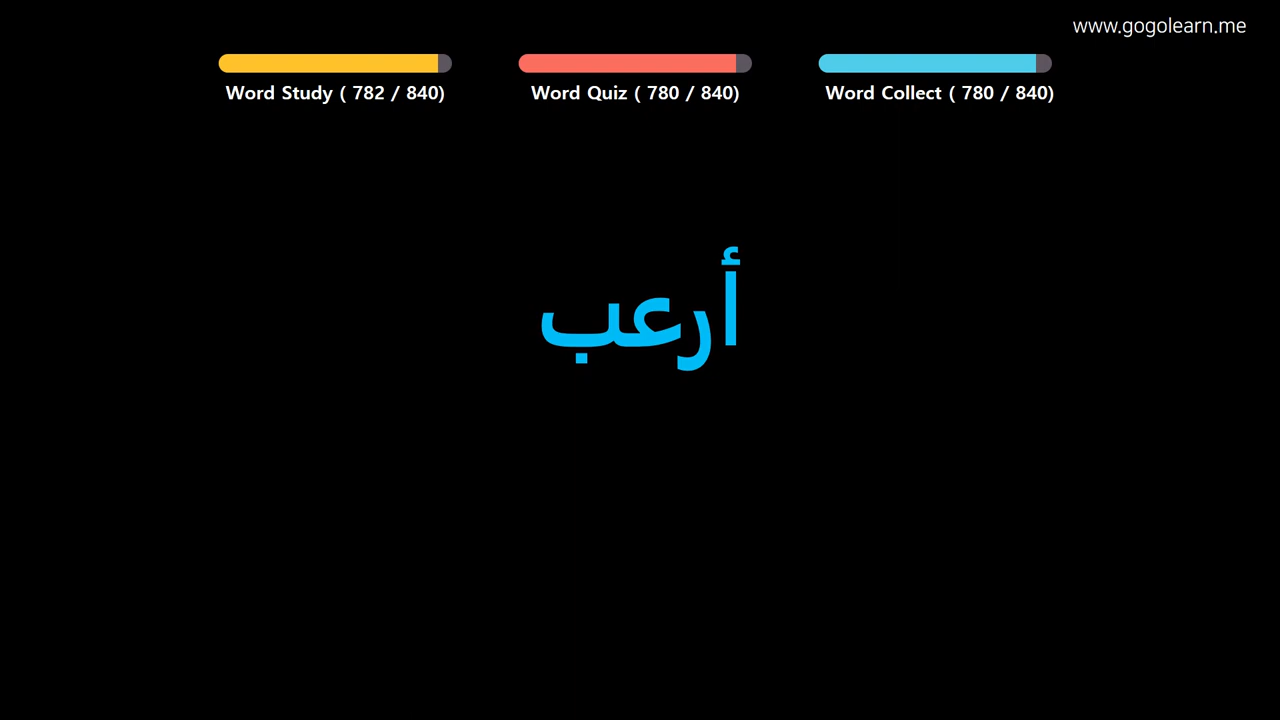 www.gogolearn.me
Word Study ( 782 / 840)
Word Quiz ( 780 / 840)
Word Collect ( 780 / 840)
أرعب